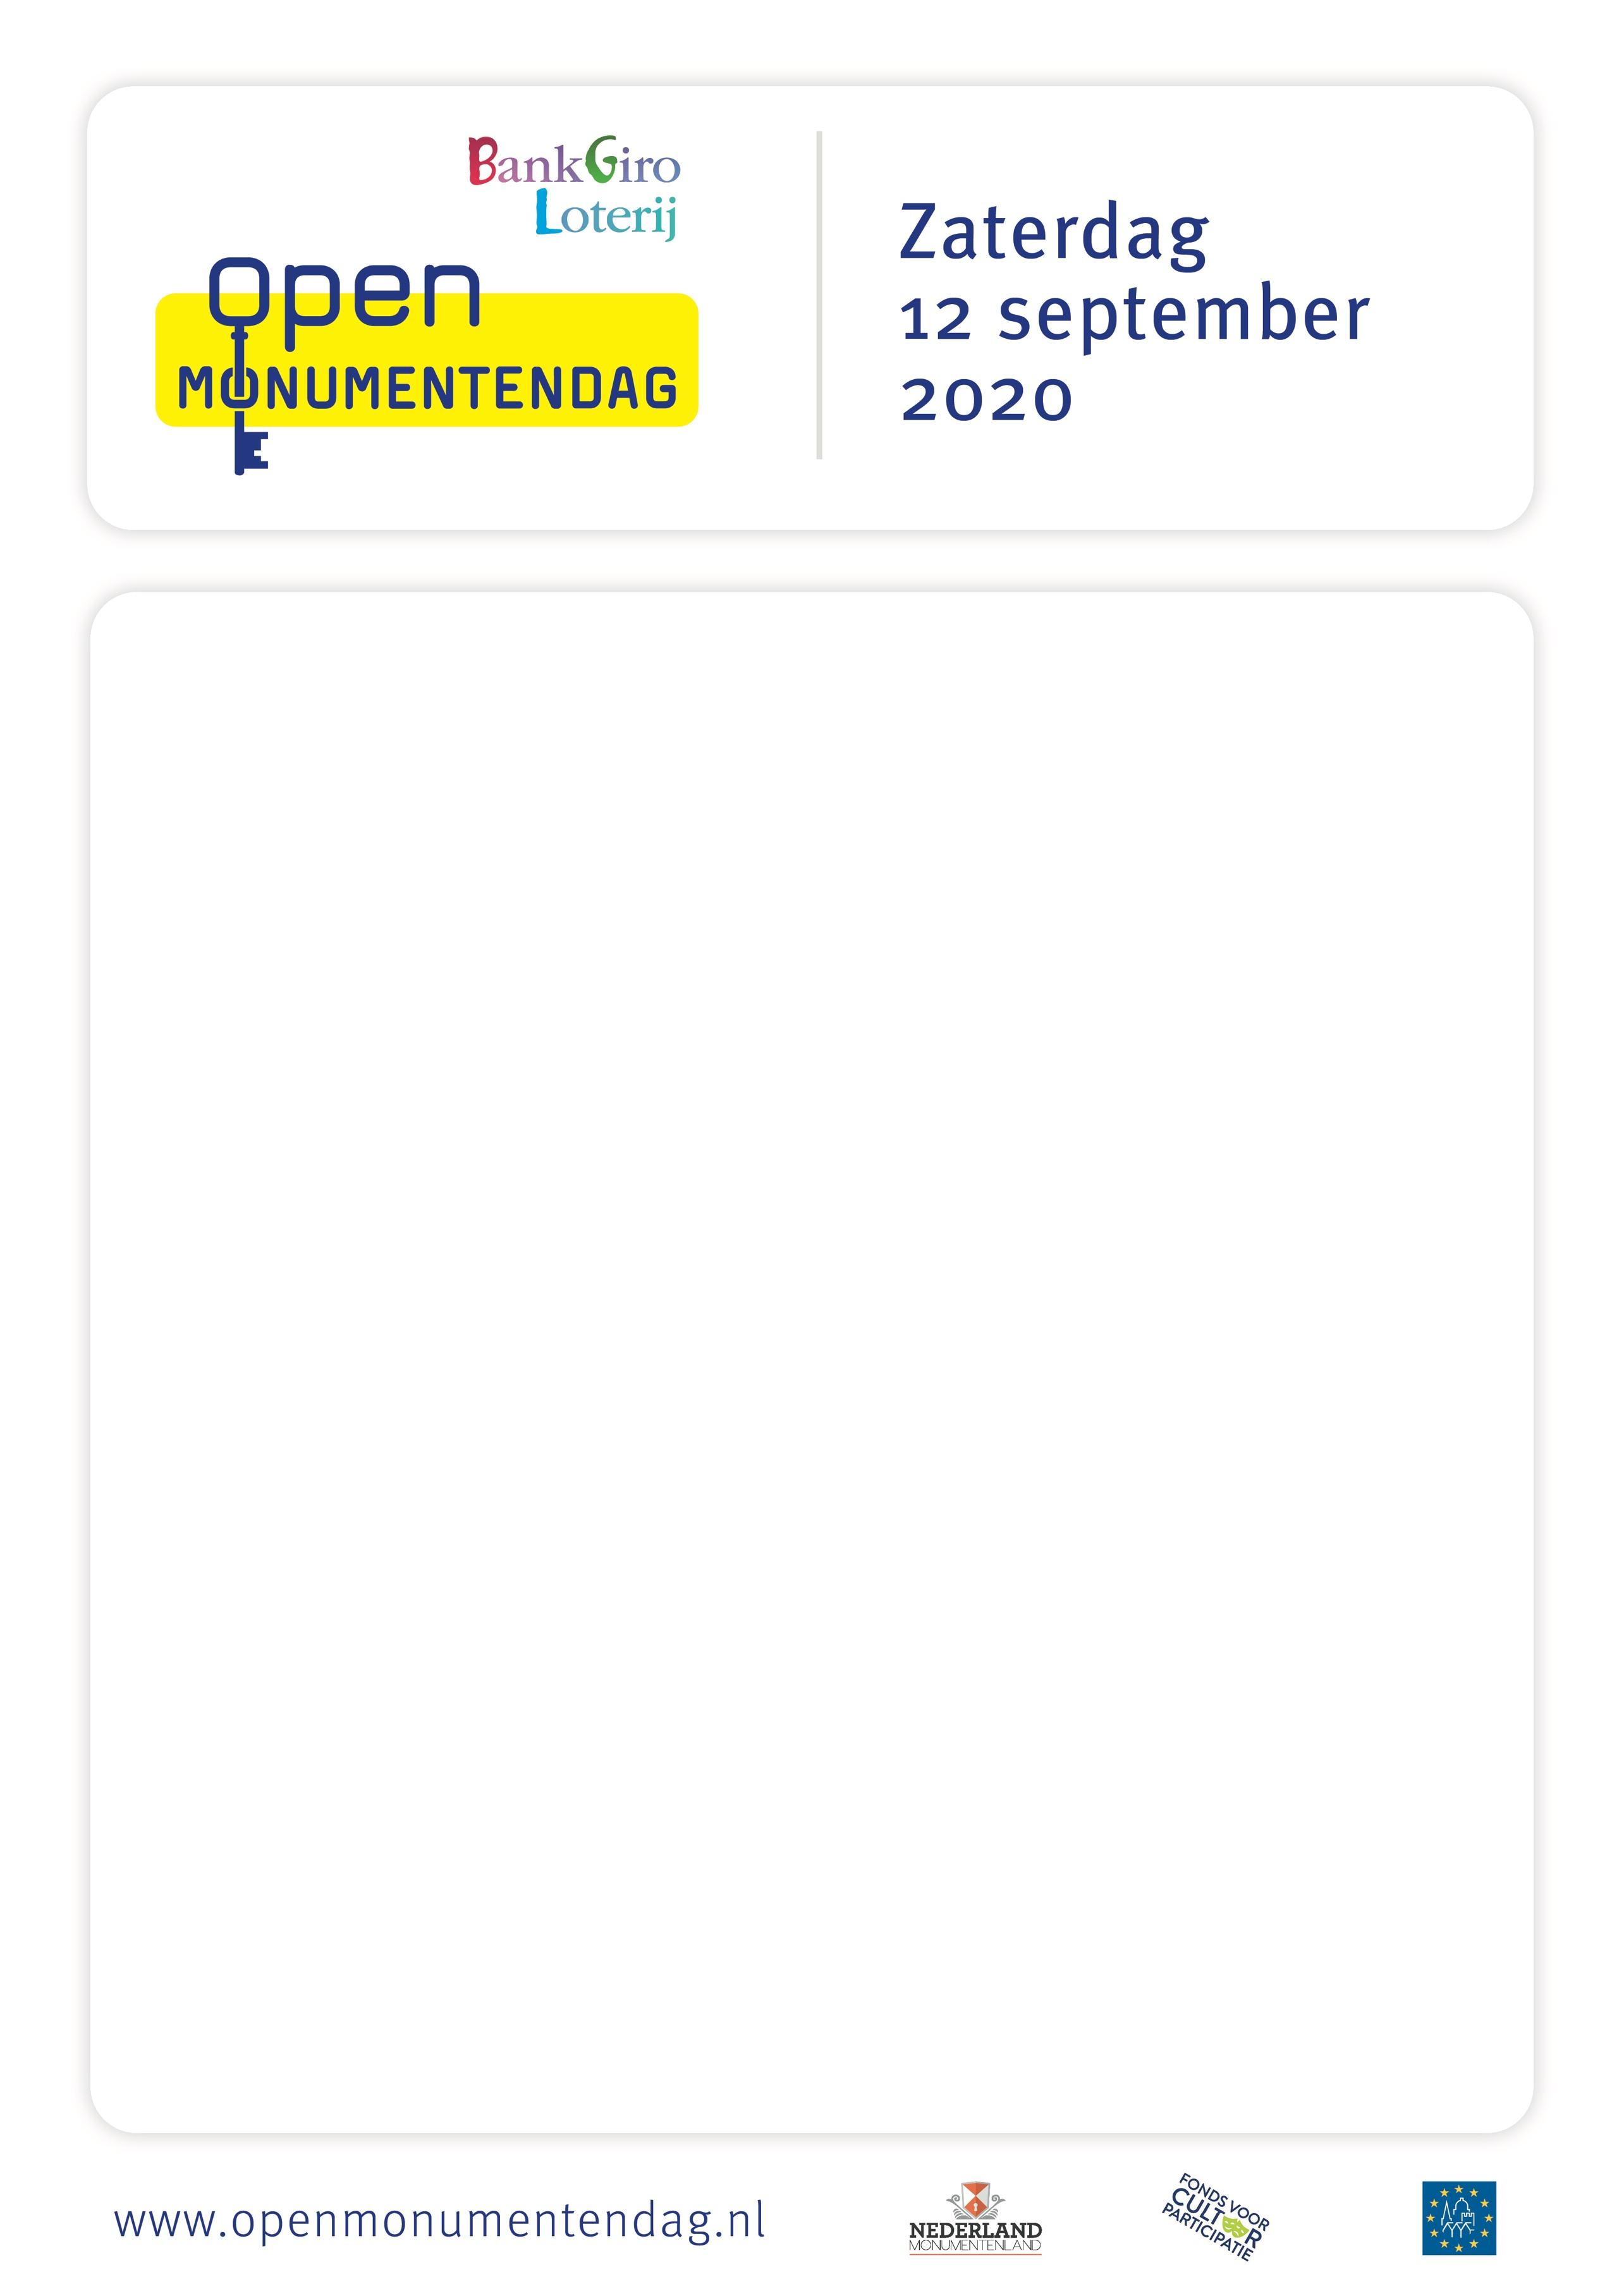 BankGiro
Loterij
open
MONUMENTENDAG
Zaterdag
12 september
2020
www.openmonumentendag.nl
NEDERLAND
MONUMENTENLAND
FONDS VOOR
CULTUUR
PARTICIPATIE